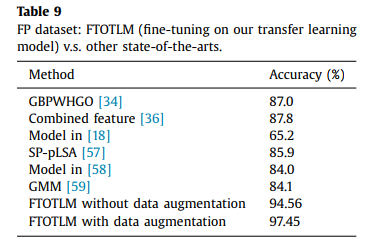 Table 9
FP dataset: FTOTLM (fine-tuning on our transfer learning
model) v.s. other state-of-the-arts.
Method Accuracy (%)
GBPWHGO [34] 87.0
Combined feature [36] 87.8
Model in [18] 65.2
SP-pLSA [57] 85.9
Model in [58] 84.0
GMM [59] 84.1
FTOTLM without data augmentation 94.56
FTOTLM with data augmentation 97.45